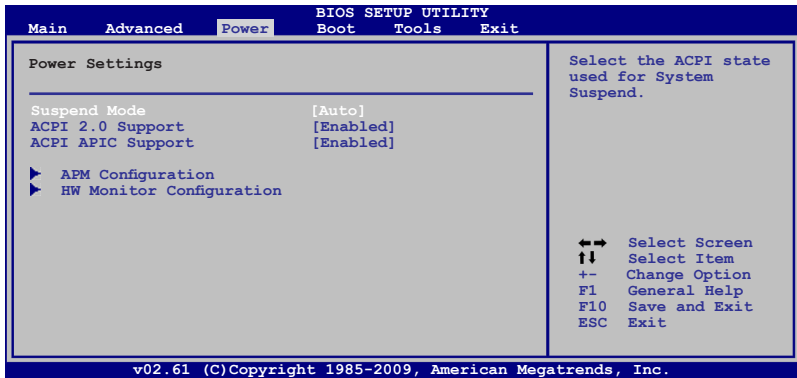 BIOS SETUP UTILITY
Main Advanced Power Boot Tools Exit
Power Settings
Suspend Mode [Auto]
ACPI 2.0 Support [Enabled]
ACPI APIC Support [Enabled]
APM Configuration
HW Monitor Configuration
Select the ACPI state
used for System
Suspend.
←→ Select Screen
↑↓ Select Item
+- Change Option
F1 General Help
F10 Save and Exit
ESC Exit
v02.61 (C)Copyright 1985-2009, American Megatrends, Inc.